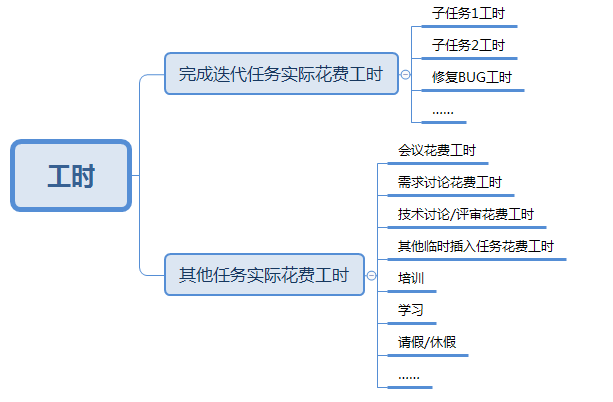 工时
完成迭代任务实际花费工时
子任务1工时
子任务2工时
修复BUG工时
......
其他任务实际花费工时
会议花费工时
需求讨论花费工时
技术讨论/评审花费工时
其他临时插入任务花费工时
培训
学习
请假/休假
......